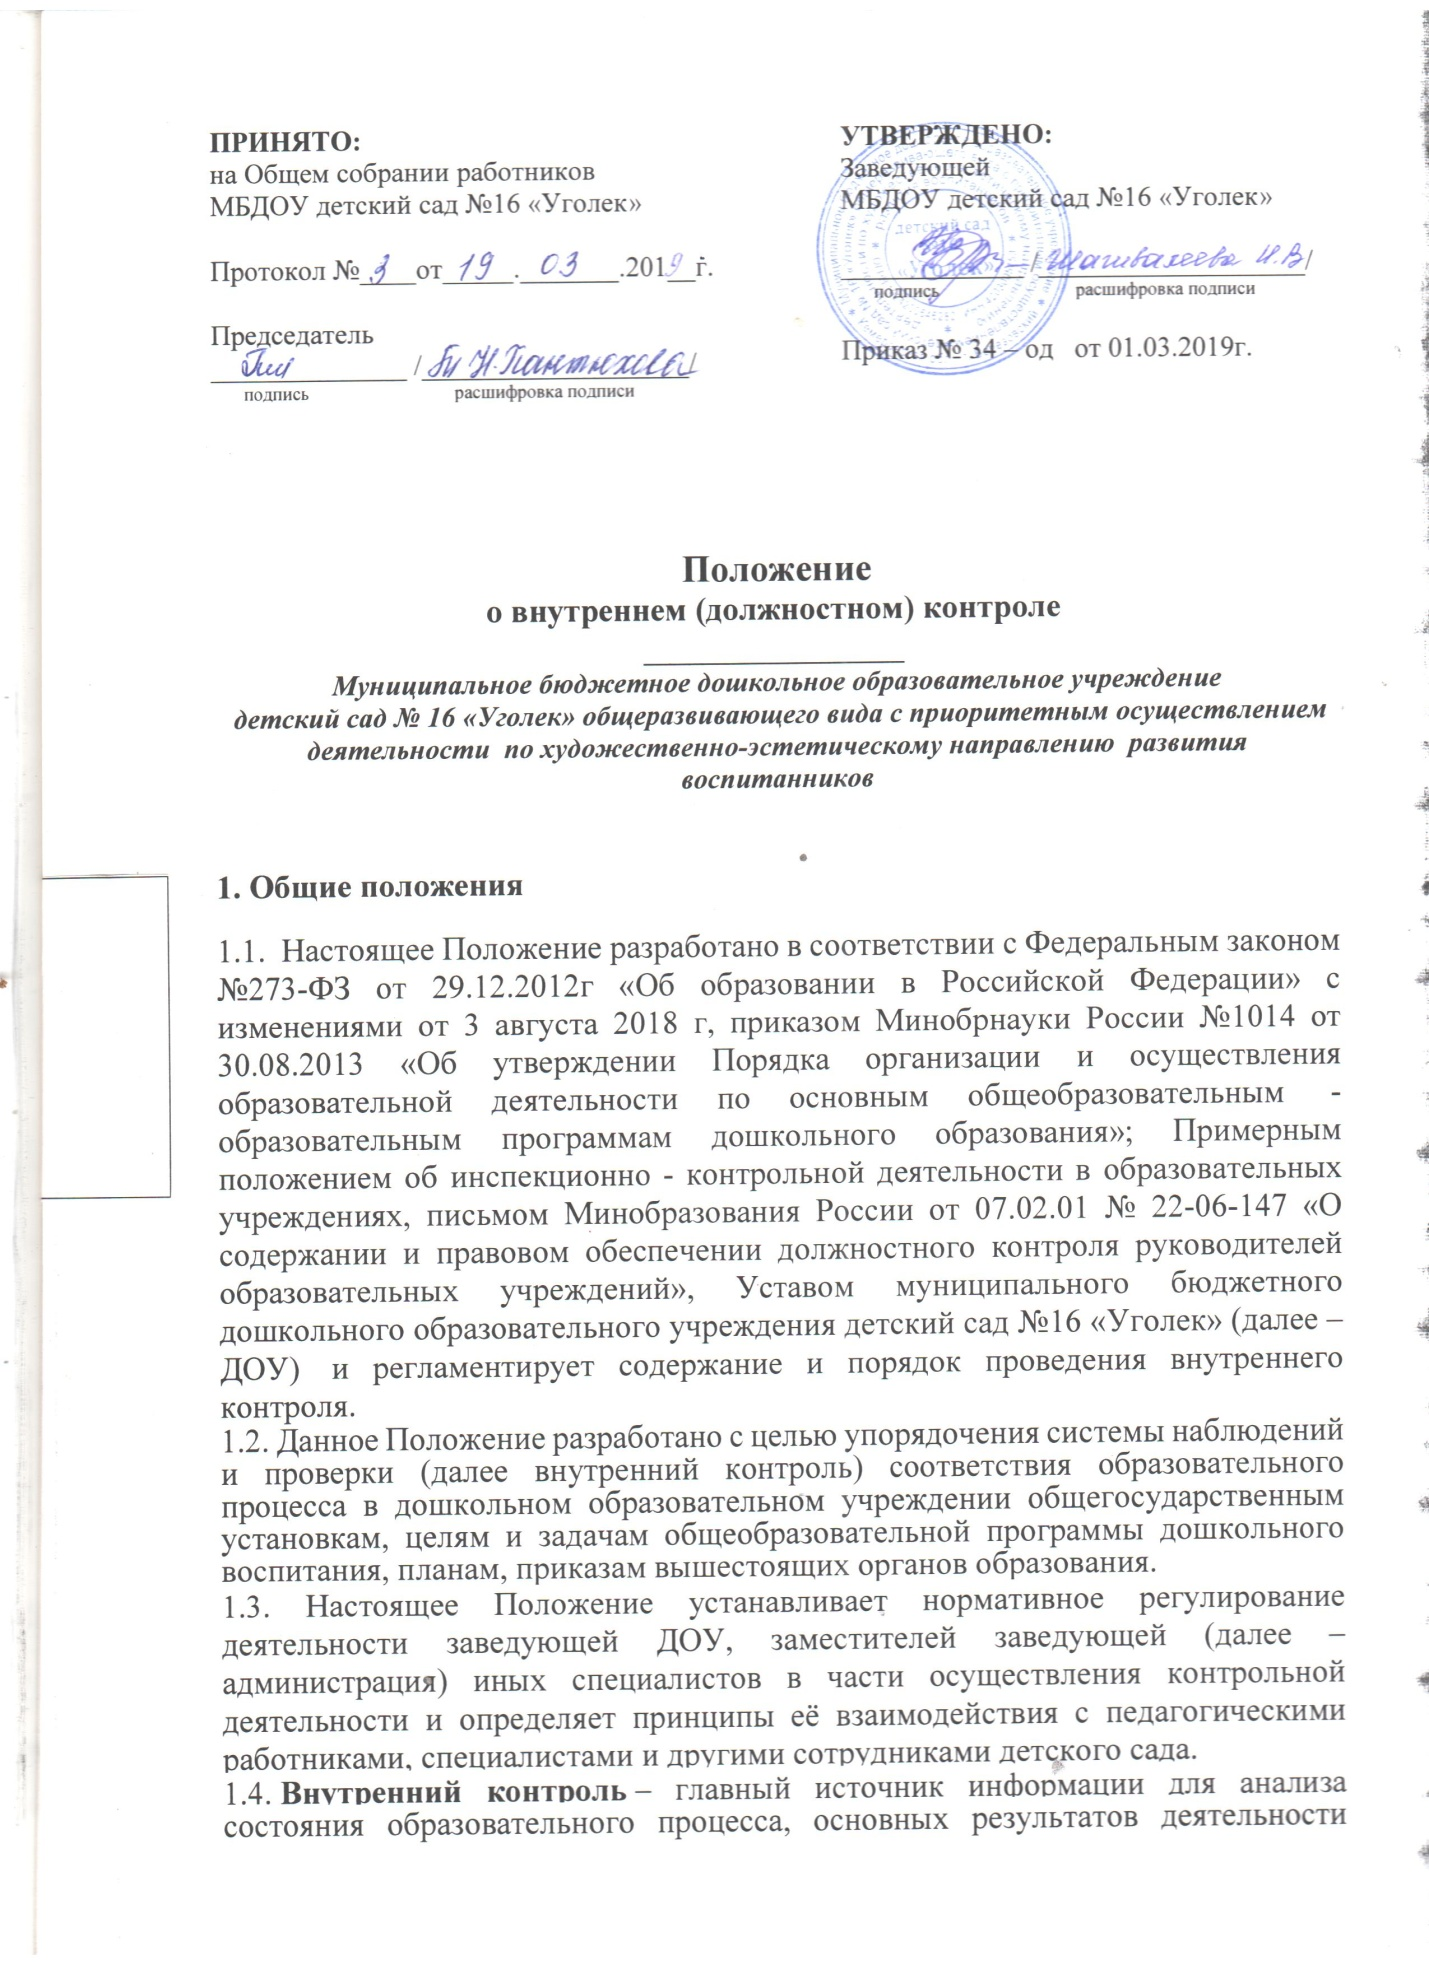 ПРИНЯТО:
на Общем собрании работников
МБДОУ детский сад №16 «Уголек»
Протокол № 3 от 19 . 03 .2019 г.
Председатель
подпись
расшифровка подписи
УТВЕРЖДЕНО:
Заведующей
МБДОУ детский сад №16 «Уголек»
/ Шагивалеева Н.В /
подпись
расшифровка подписи
Приказ № 34 – од от 01.03.2019г.
детский сад
«Уголек»
Положение
о внутреннем (должностном) контроле
Муниципальное бюджетное дошкольное образовательное учреждение
детский сад № 16 «Уголек» общеразвивающего вида с приоритетным осуществлением
деятельности по художественно-эстетическому направлению развития
воспитанников
1. Общие положения
1.1. Настоящее Положение разработано в соответствии с Федеральным законом
№273-ФЗ от 29.12.2012г «Об образовании в Российской Федерации» с
изменениями от 3 августа 2018 г, приказом Минобрнауки России №1014 от
30.08.2013 «Об утверждении Порядка организации и осуществления
образовательной деятельности по основным общеобразовательным -
образовательным программам дошкольного образования»; Примерным
положением об инспекционно - контрольной деятельности в образовательных
учреждениях, письмом Минобразования России от 07.02.01 № 22-06-147 «О
содержании и правовом обеспечении должностного контроля руководителей
образовательных учреждений», Уставом муниципального бюджетного
дошкольного образовательного учреждения детский сад №16 «Уголек» (далее –
ДОУ) и регламентирует содержание и порядок проведения внутреннего
контроля.
1.2. Данное Положение разработано с целью упорядочения системы наблюдений
и проверки (далее внутренний контроль) соответствия образовательного
процесса в дошкольном образовательном учреждении общегосударственным
установкам, целям и задачам общеобразовательной программы дошкольного
воспитания, планам, приказам вышестоящих органов образования.
1.3. Настоящее Положение устанавливает нормативное регулирование
деятельности заведующей ДОУ, заместителей заведующей (далее –
администрация) иных специалистов в части осуществления контрольной
деятельности и определяет принципы её взаимодействия с педагогическими
работниками, специалистами и другими сотрудниками детского сада.
1.4. Внутренний контроль – главный источник информации для анализа
состояния образовательного процесса, основных результатов деятельности